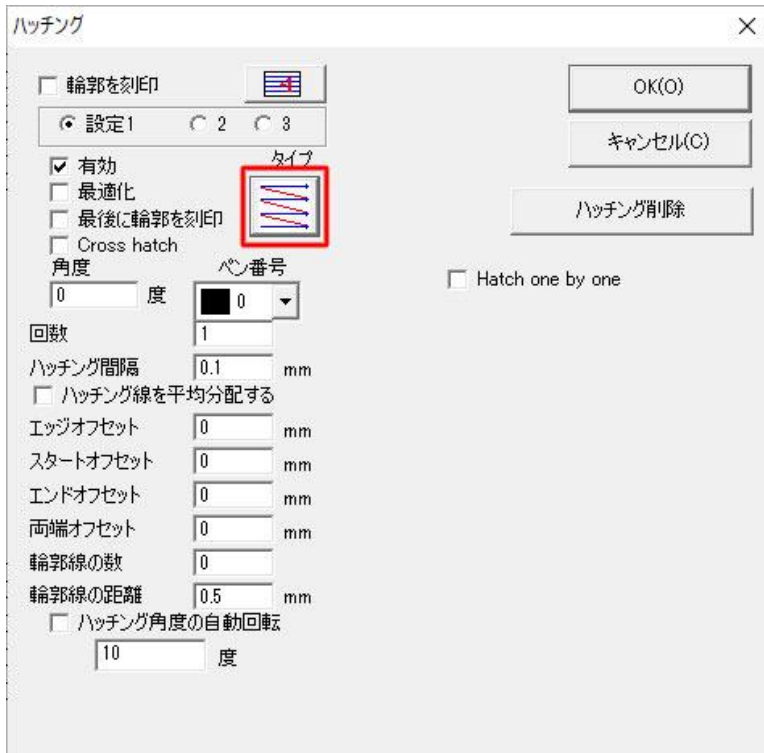 ハッチング
輪郭を刻印
OK(O)
設定1 2 3
キャンセル(C)
有効
タイプ
最適化
最後に輪郭を刻印
ハッチング削除
Cross hatch
角度 ペン番号
Hatch one by one
0 度 0
回数 1
ハッチング間隔 0.1 mm
ハッチング線を平均分配する
エッジオフセット 0 mm
スタートオフセット 0 mm
エンドオフセット 0 mm
両端オフセット 0 mm
輪郭線の数 0
輪郭線の距離 0.5 mm
ハッチング角度の自動回転
10 度